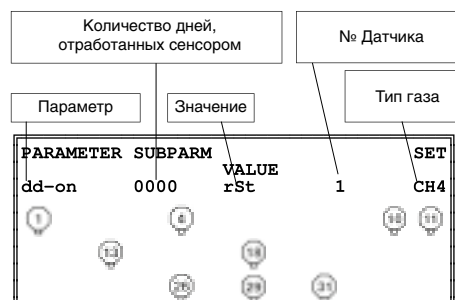 Количество дней,
отработанных сенсором
№ Датчика
Параметр
Значение
Тип газа
PARAMETER SUBPARM SET
VALUE
dd-on 0000 rSt 1 CH4
1 6 10 11
13 18
26 29 31